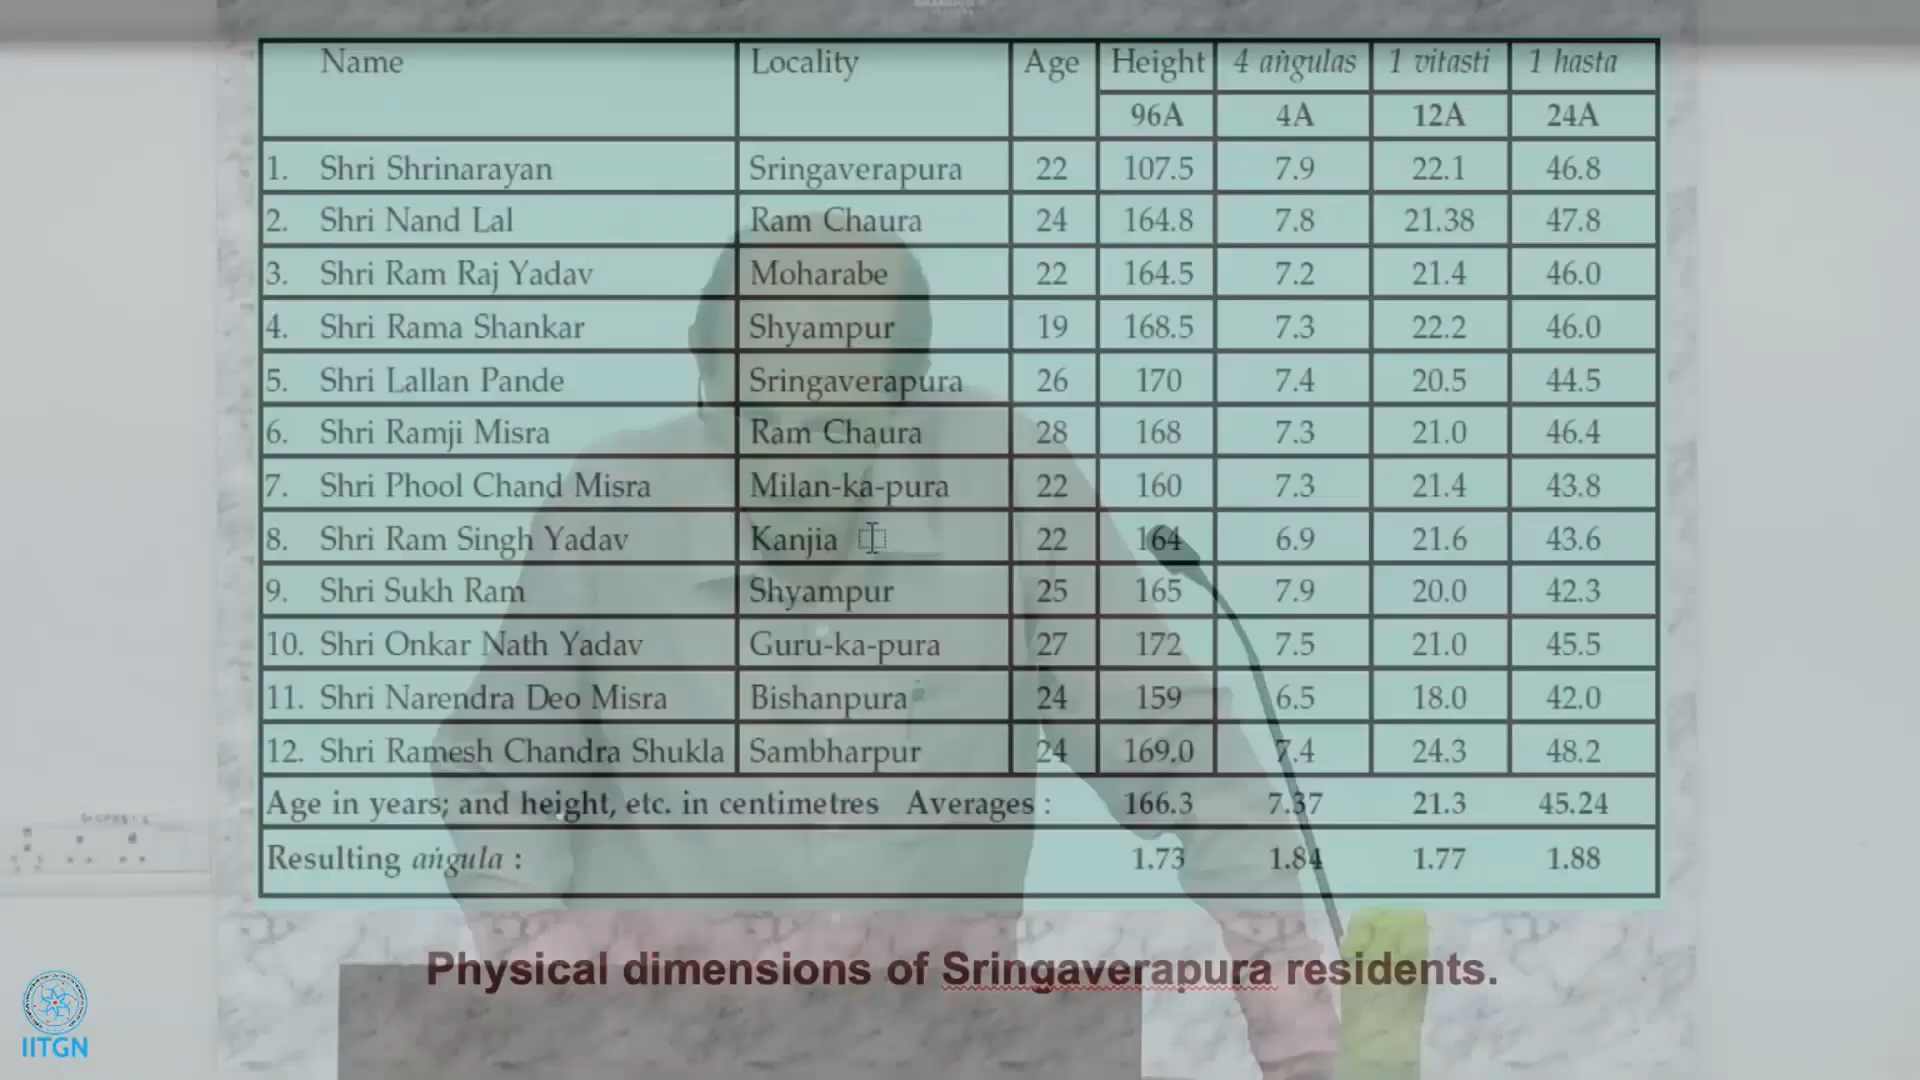 Name Locality Age Height 4 aṅgulas 1 vitasti 1 hasta
96A 4A 12A 24A
1. Shri Shrinarayan Sringaverapura 22 107.5 7.9 22.1 46.8
2. Shri Nand Lal Ram Chaura 24 164.8 7.8 21.38 47.8
3. Shri Ram Raj Yadav Moharabe 22 164.5 7.2 21.4 46.0
4. Shri Rama Shankar Shyampur 19 168.5 7.3 22.2 46.0
5. Shri Lallan Pande Sringaverapura 26 170 7.4 20.5 44.5
6. Shri Ramji Misra Ram Chaura 28 168 7.3 21.0 46.4
7. Shri Phool Chand Misra Milan-ka-pura 22 160 7.3 21.4 43.8
8. Shri Ram Singh Yadav Kanjia 22 164 6.9 21.6 43.6
9. Shri Sukh Ram Shyampur 25 165 7.9 20.0 42.3
10. Shri Onkar Nath Yadav Guru-ka-pura 27 172 7.5 21.0 45.5
11. Shri Narendra Deo Misra Bishanpura 24 159 6.5 18.0 42.0
12. Shri Ramesh Chandra Shukla Sambharpur 24 169.0 7.4 24.3 48.2
Age in years; and height, etc. in centimetres Averages : 166.3 7.37 21.3 45.24
Resulting aṅgula : 1.73 1.84 1.77 1.88
Physical dimensions of Sringaverapura residents.
IITGN